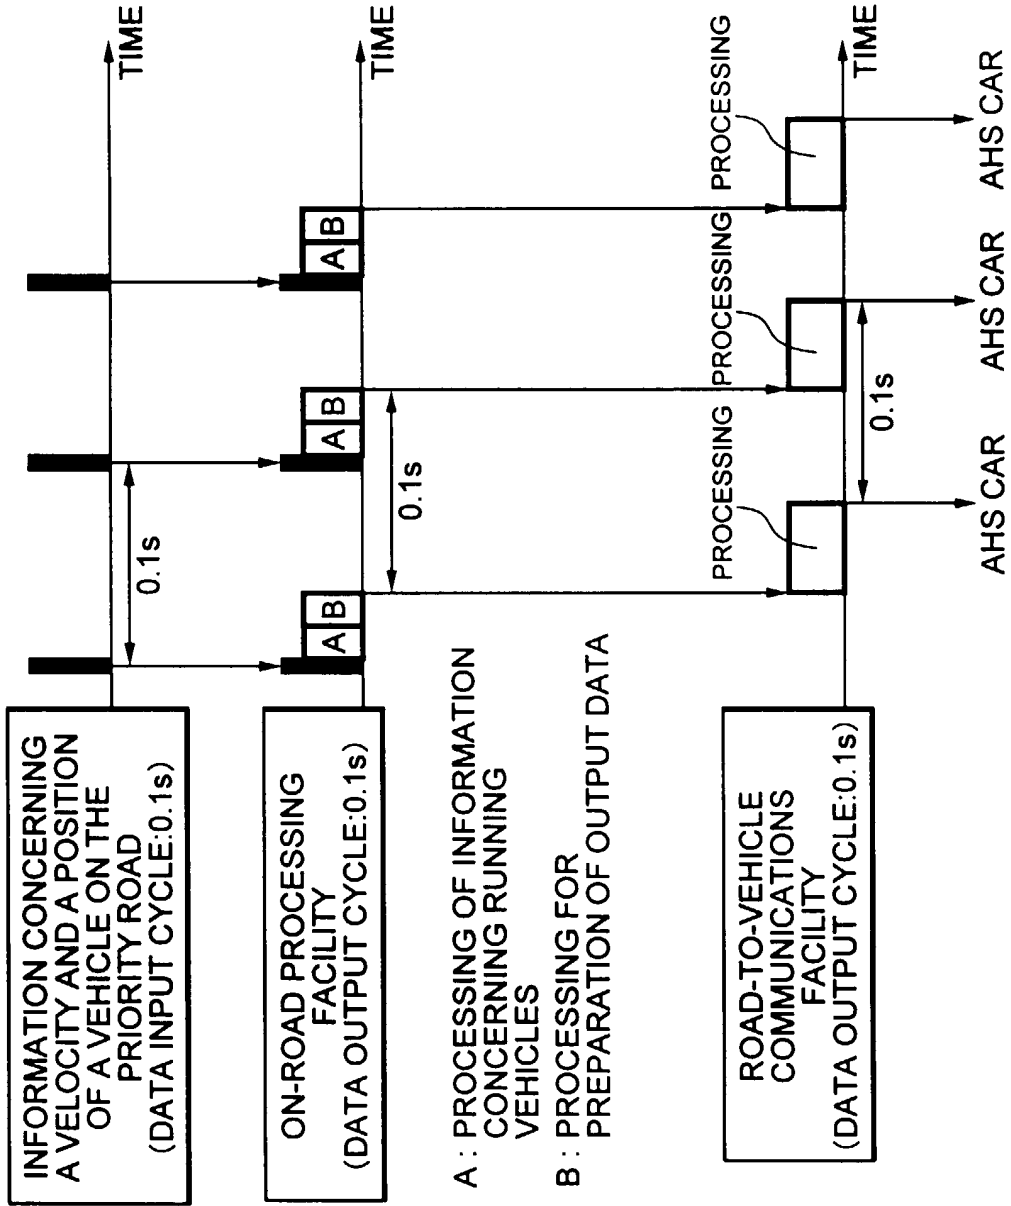 INFORMATION CONCERNING
A VELOCITY AND A POSITION
OF A VEHICLE ON THE
PRIORITY ROAD
(DATA INPUT CYCLE:0.1s)
0.1s
TIME
ON-ROAD PROCESSING
FACILITY
(DATA OUTPUT CYCLE:0.1s)
A B
A B
A B
0.1s
TIME
A : PROCESSING OF INFORMATION
CONCERNING RUNNING
VEHICLES
B : PROCESSING FOR
PREPARATION OF OUTPUT DATA
PROCESSING
PROCESSING
PROCESSING
ROAD-TO-VEHICLE
COMMUNICATIONS
FACILITY
(DATA OUTPUT CYCLE:0.1s)
TIME
0.1s
AHS CAR
AHS CAR
AHS CAR